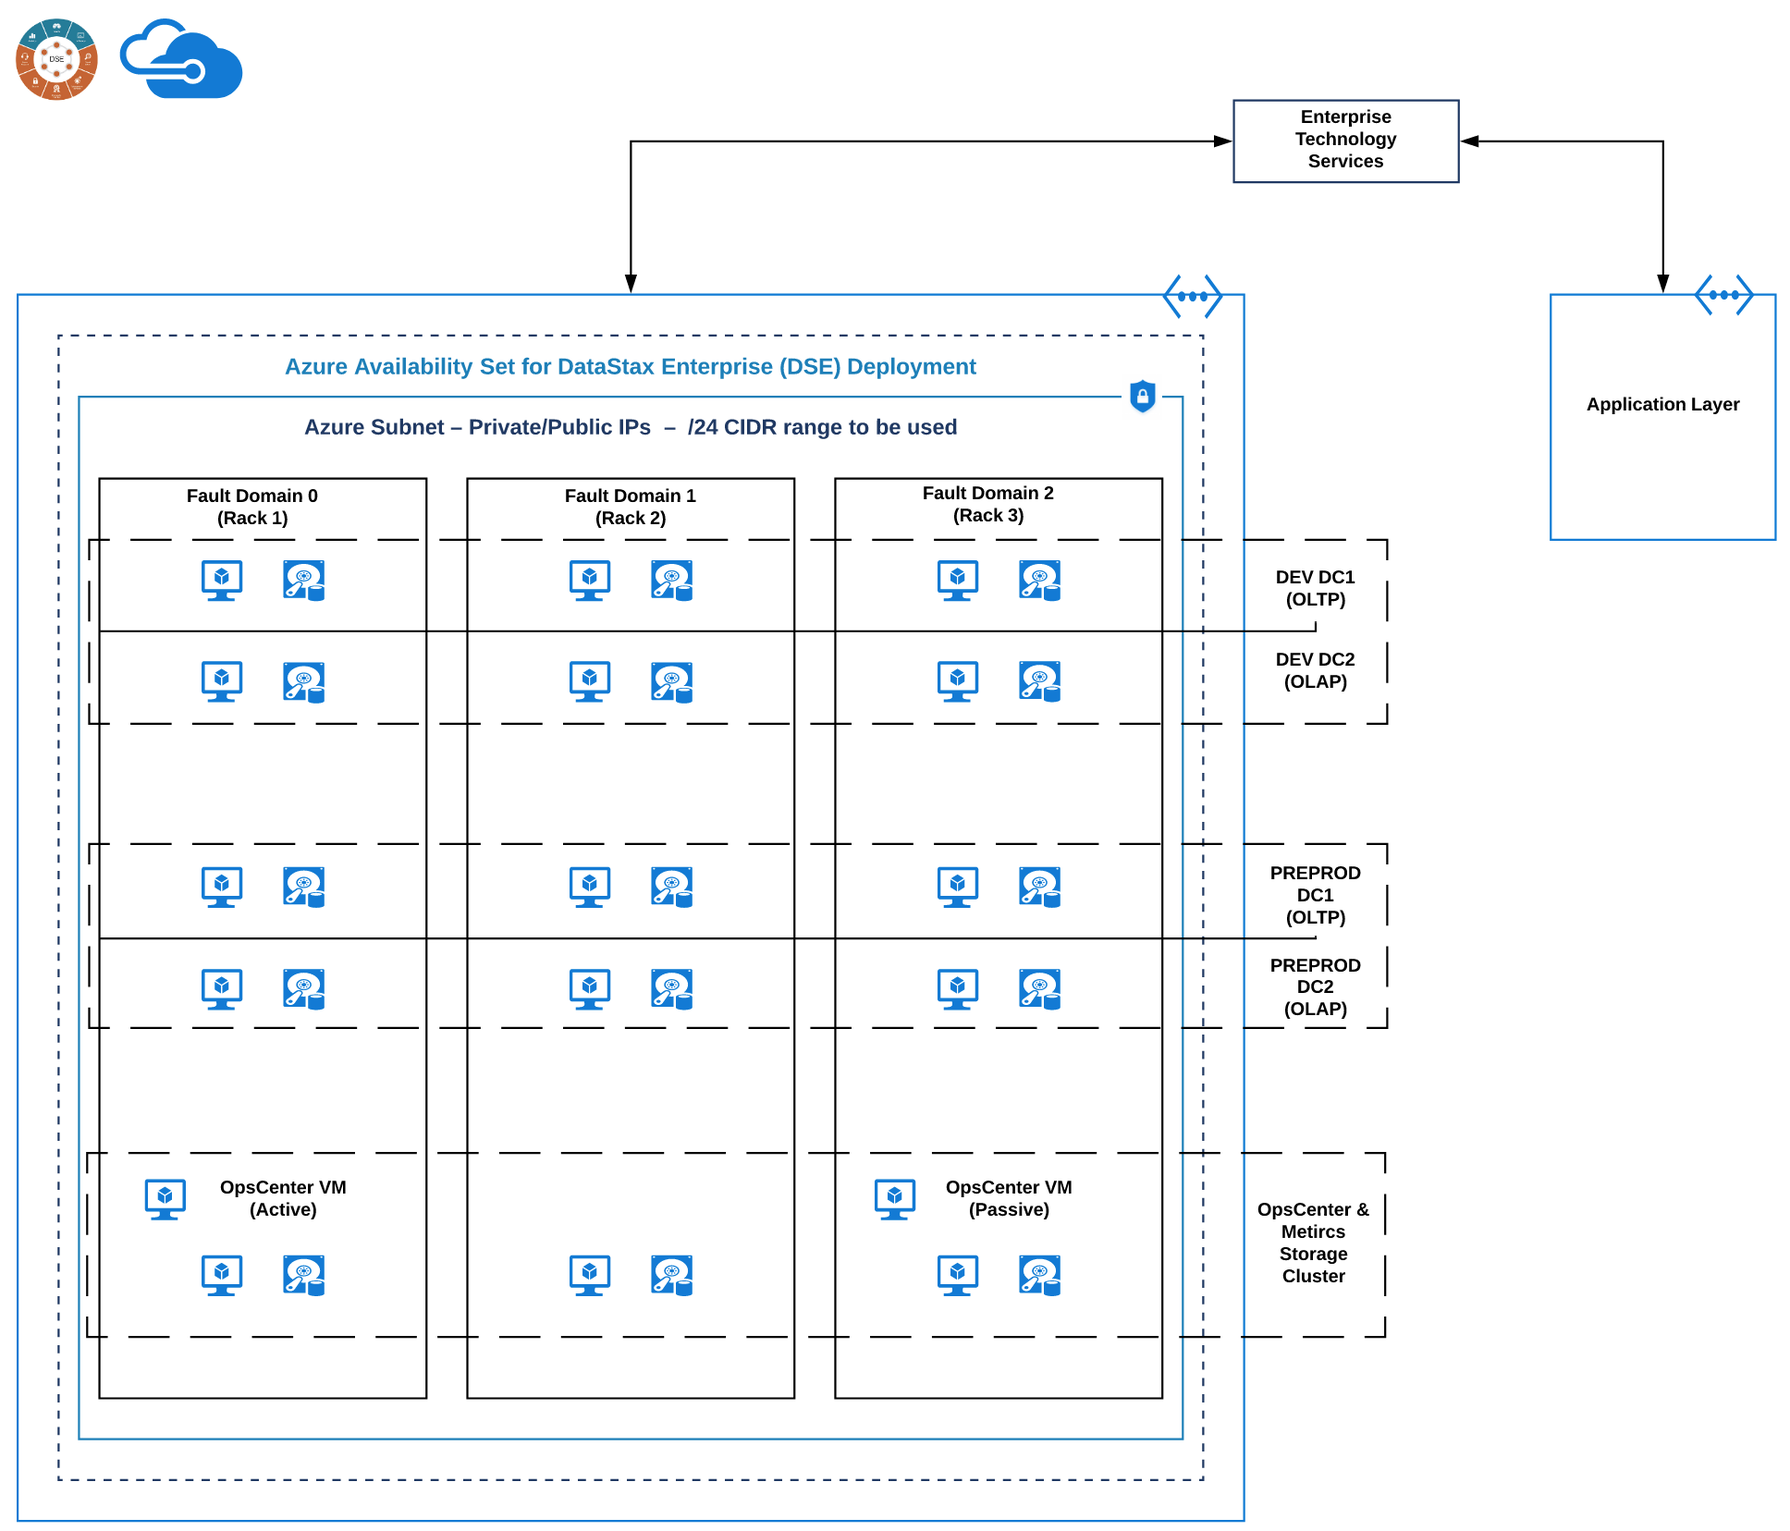 DSE
Enterprise
Technology
Services
Application Layer
Azure Availability Set for DataStax Enterprise (DSE) Deployment
Azure Subnet – Private/Public IPs – /24 CIDR range to be used
Fault Domain 0
(Rack 1)
Fault Domain 1
(Rack 2)
Fault Domain 2
(Rack 3)
DEV DC1
(OLTP)
DEV DC2
(OLAP)
PREPROD
DC1
(OLTP)
PREPROD
DC2
(OLAP)
OpsCenter VM
(Active)
OpsCenter VM
(Passive)
OpsCenter &
Metircs
Storage
Cluster